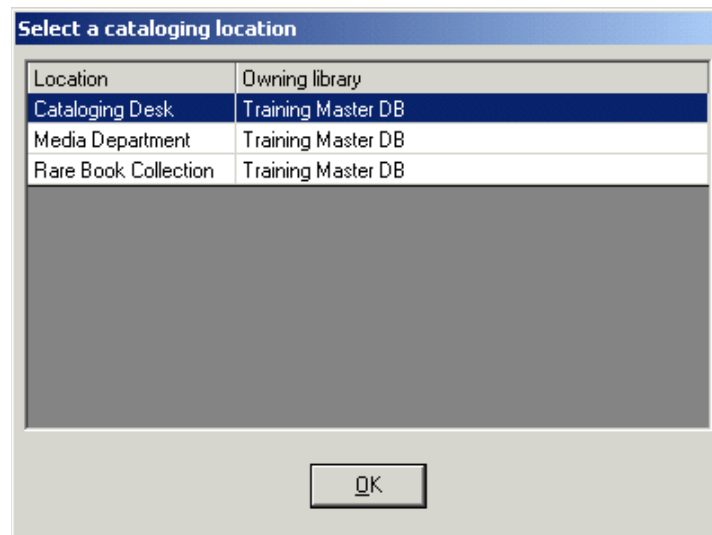 Select a cataloging location
Location Owning library
Cataloging Desk Training Master DB
Media Department Training Master DB
Rare Book Collection Training Master DB
OK